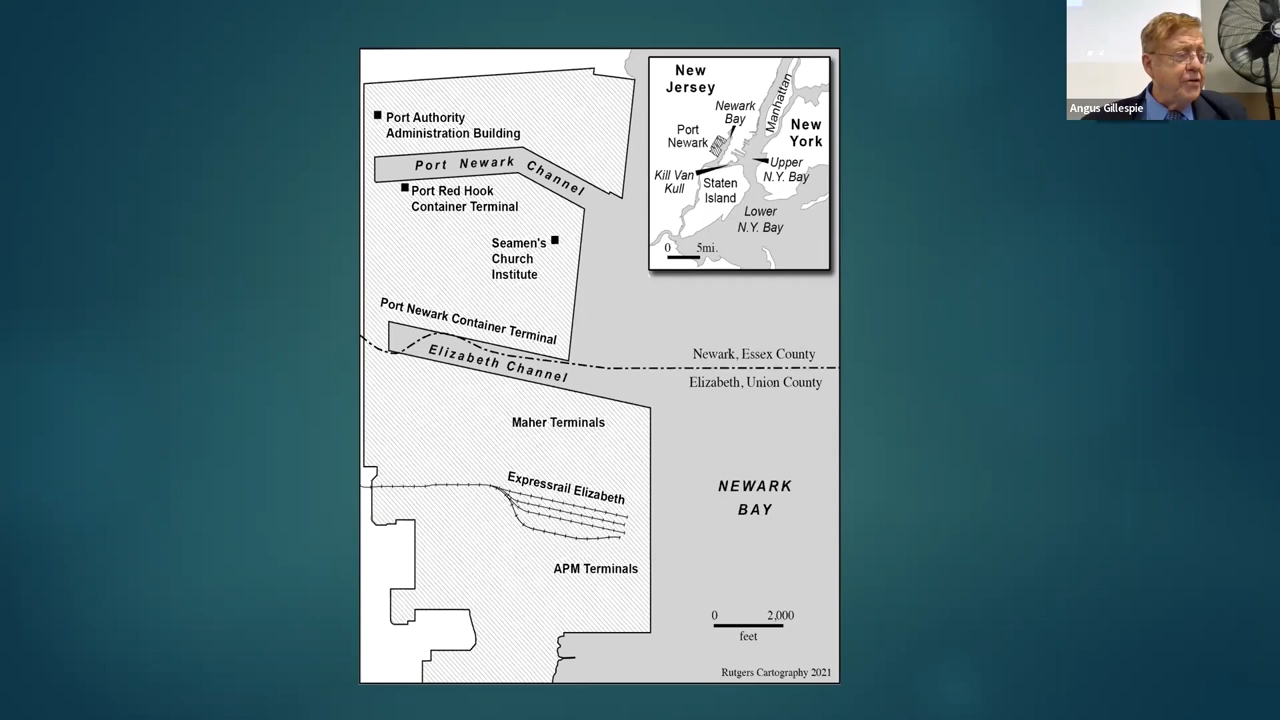 Angus Gillespie
New
Jersey
Newark
Bay
Manhattan
Port
Newark
New
York
Kill Van
Kull
Upper
N.Y. Bay
Staten
Island
Lower
N.Y. Bay
0 5mi.
Port Authority
Administration Building
Port Newark Channel
Port Red Hook
Container Terminal
Seamen's
Church
Institute
Port Newark Container Terminal
Elizabeth Channel
Newark, Essex County
Elizabeth, Union County
Maher Terminals
Expressrail Elizabeth
NEWARK
BAY
APM Terminals
0 2,000
feet
Rutgers Cartography 2021